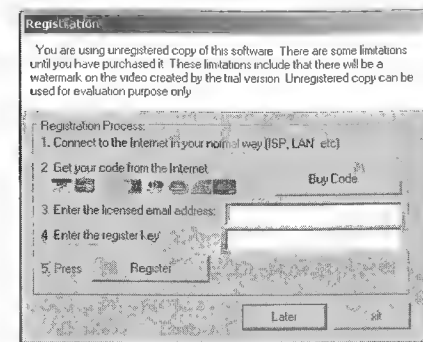 Registration
You are using unregistered copy of this software. There are some limitations
until you have purchased it. These limitations include that there will be a
watermark on the video created by the trial version. Unregistered copy can be
used for evaluation purpose only
Registration Process:
1. Connect to the Internet in your normal way (ISP, LAN etc)
2 Get your code from the Internet
Buy Code
3. Enter the licensed email address:
4. Enter the register key
5. Press Register
Later